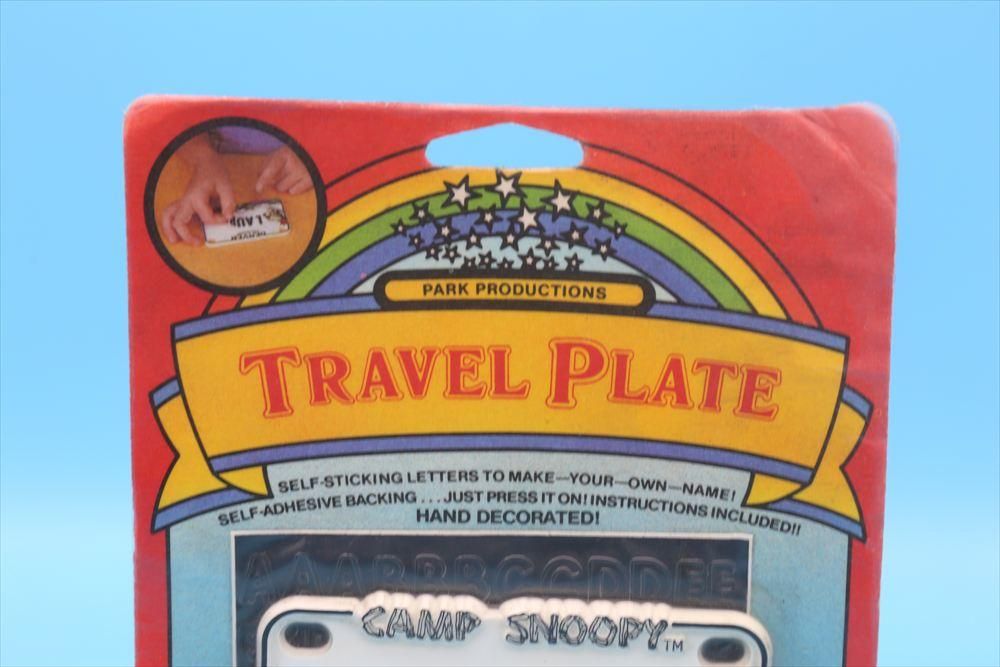 PARK PRODUCTIONS
TRAVEL PLATE
SELF-STICKING LETTERS TO MAKE—YOUR—OWN—NAME!
SELF-ADHESIVE BACKING...JUST PRESS IT ON! INSTRUCTIONS INCLUDED!!
HAND DECORATED!
AAABBBCCDDEE
CAMP SNOOPY™